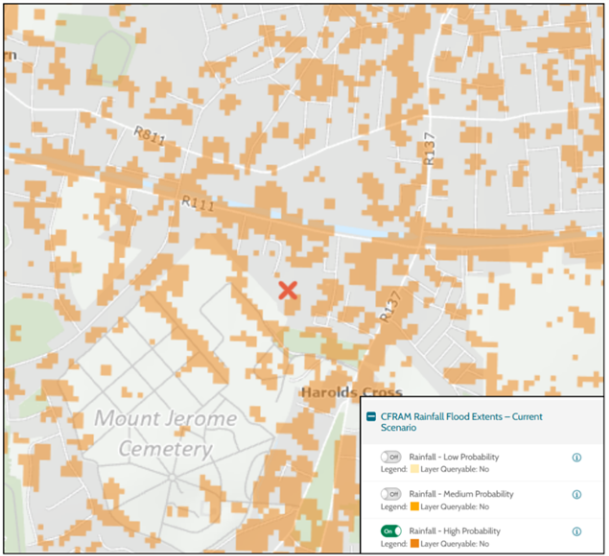 n
R811
R137
R111
R137
Harolds Cross
Mount Jerome
Cemetery
CFRAM Rainfall Flood Extents – Current
Scenario
Off Rainfall - Low Probability
Legend: Layer Queryable: No
Off Rainfall - Medium Probability
Legend: Layer Queryable: No
On Rainfall - High Probability
Legend: Layer Queryable: No